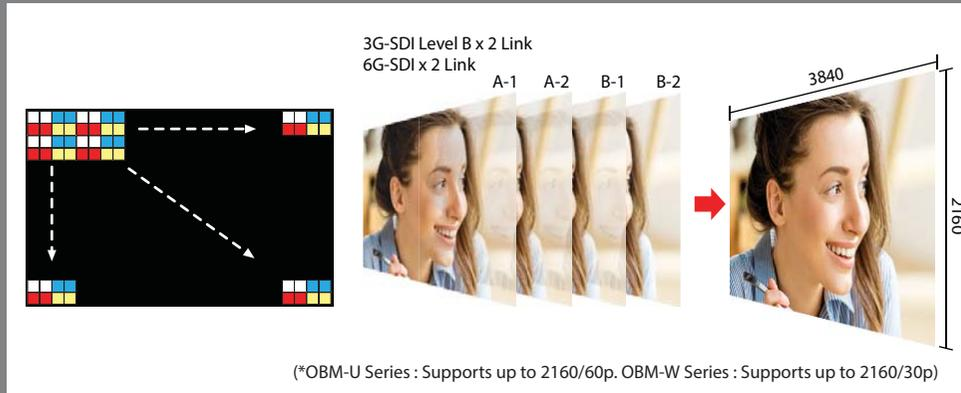 3G-SDI Level B x 2 Link
6G-SDI x 2 Link
A-1 A-2 B-1 B-2
3840
2160
(*OBM-U Series : Supports up to 2160/60p. OBM-W Series : Supports up to 2160/30p)